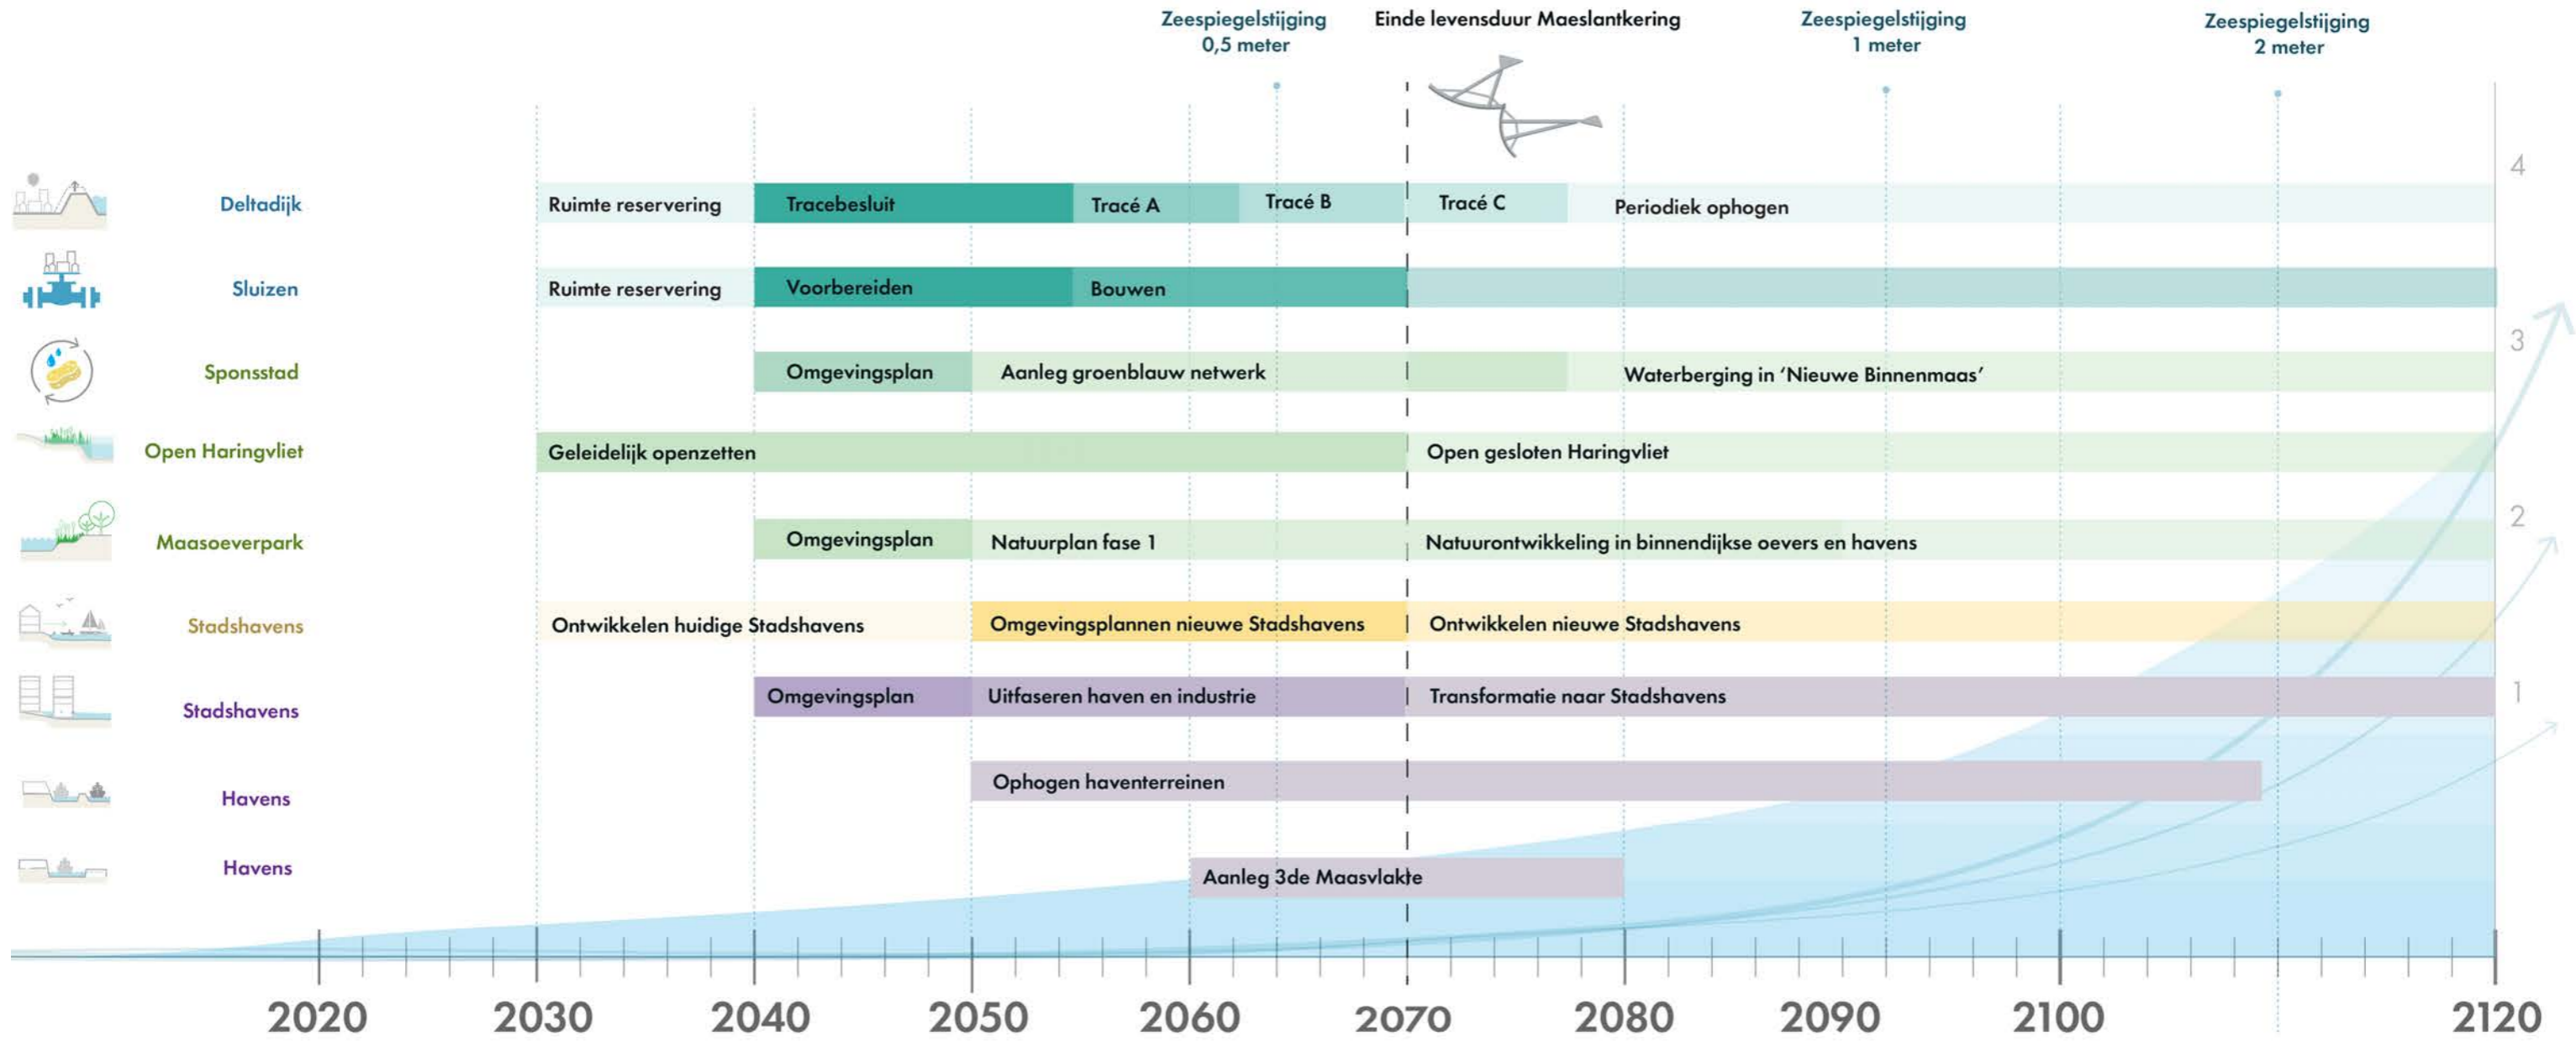 Zeespiegelstijging
0,5 meter
Einde levensduur Maeslantkering
Zeespiegelstijging
1 meter
Zeespiegelstijging
2 meter
4
Deltadijk
Ruimte reservering
Tracebesluit
Tracé A
Tracé B
Tracé C
Periodiek ophogen
Sluizen
Ruimte reservering
Voorbereiden
Bouwen
3
Sponsstad
Omgevingsplan
Aanleg groenblauw netwerk
Waterberging in ‘Nieuwe Binnenmaas’
Open Haringvliet
Geleidelijk openzetten
Open gesloten Haringvliet
2
Maasoeverpark
Omgevingsplan
Natuurplan fase 1
Natuurontwikkeling in binnendijkse oevers en havens
Stadshavens
Ontwikkelen huidige Stadshavens
Omgevingsplannen nieuwe Stadshavens
Ontwikkelen nieuwe Stadshavens
Stadshavens
Omgevingsplan
Uitfaseren haven en industrie
Transformatie naar Stadshavens
1
Havens
Ophogen haventerreinen
Havens
Aanleg 3de Maasvlakte
2020
2030
2040
2050
2060
2070
2080
2090
2100
2120